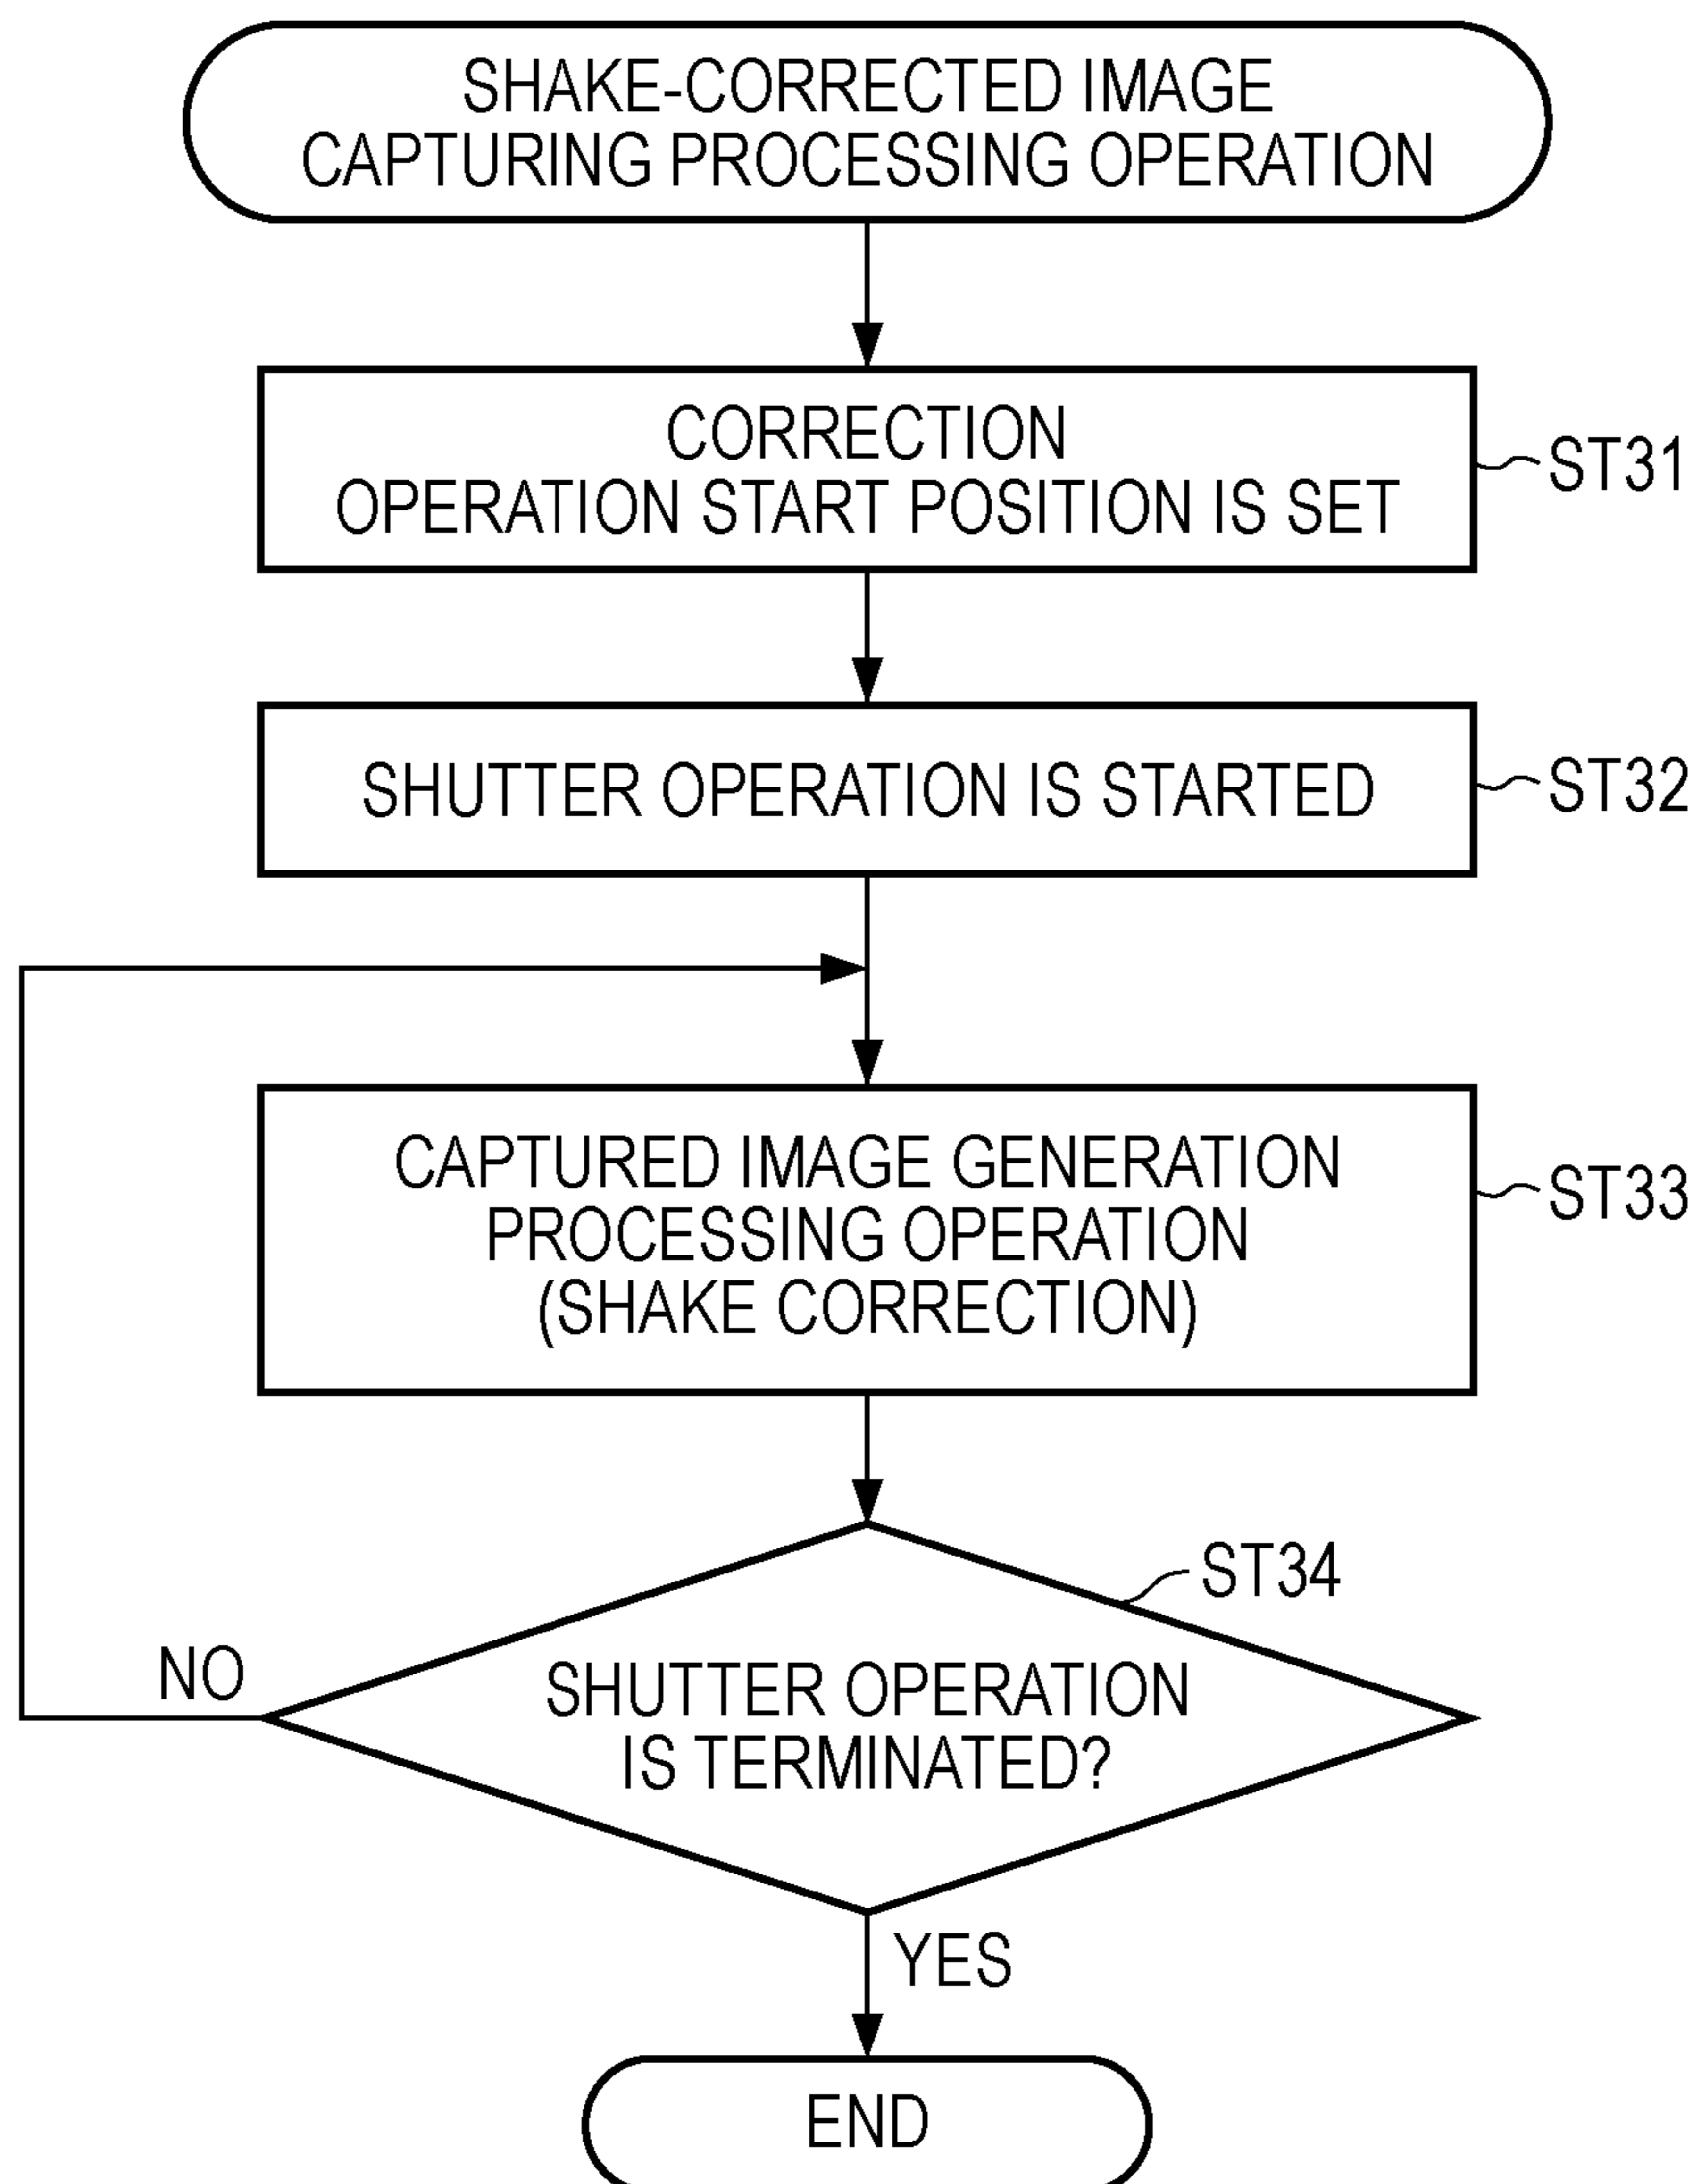 SHAKE-CORRECTED IMAGE
CAPTURING PROCESSING OPERATION
CORRECTION
OPERATION START POSITION IS SET
ST31
SHUTTER OPERATION IS STARTED
ST32
CAPTURED IMAGE GENERATION
PROCESSING OPERATION
(SHAKE CORRECTION)
ST33
ST34
SHUTTER OPERATION
IS TERMINATED?
NO
YES
END